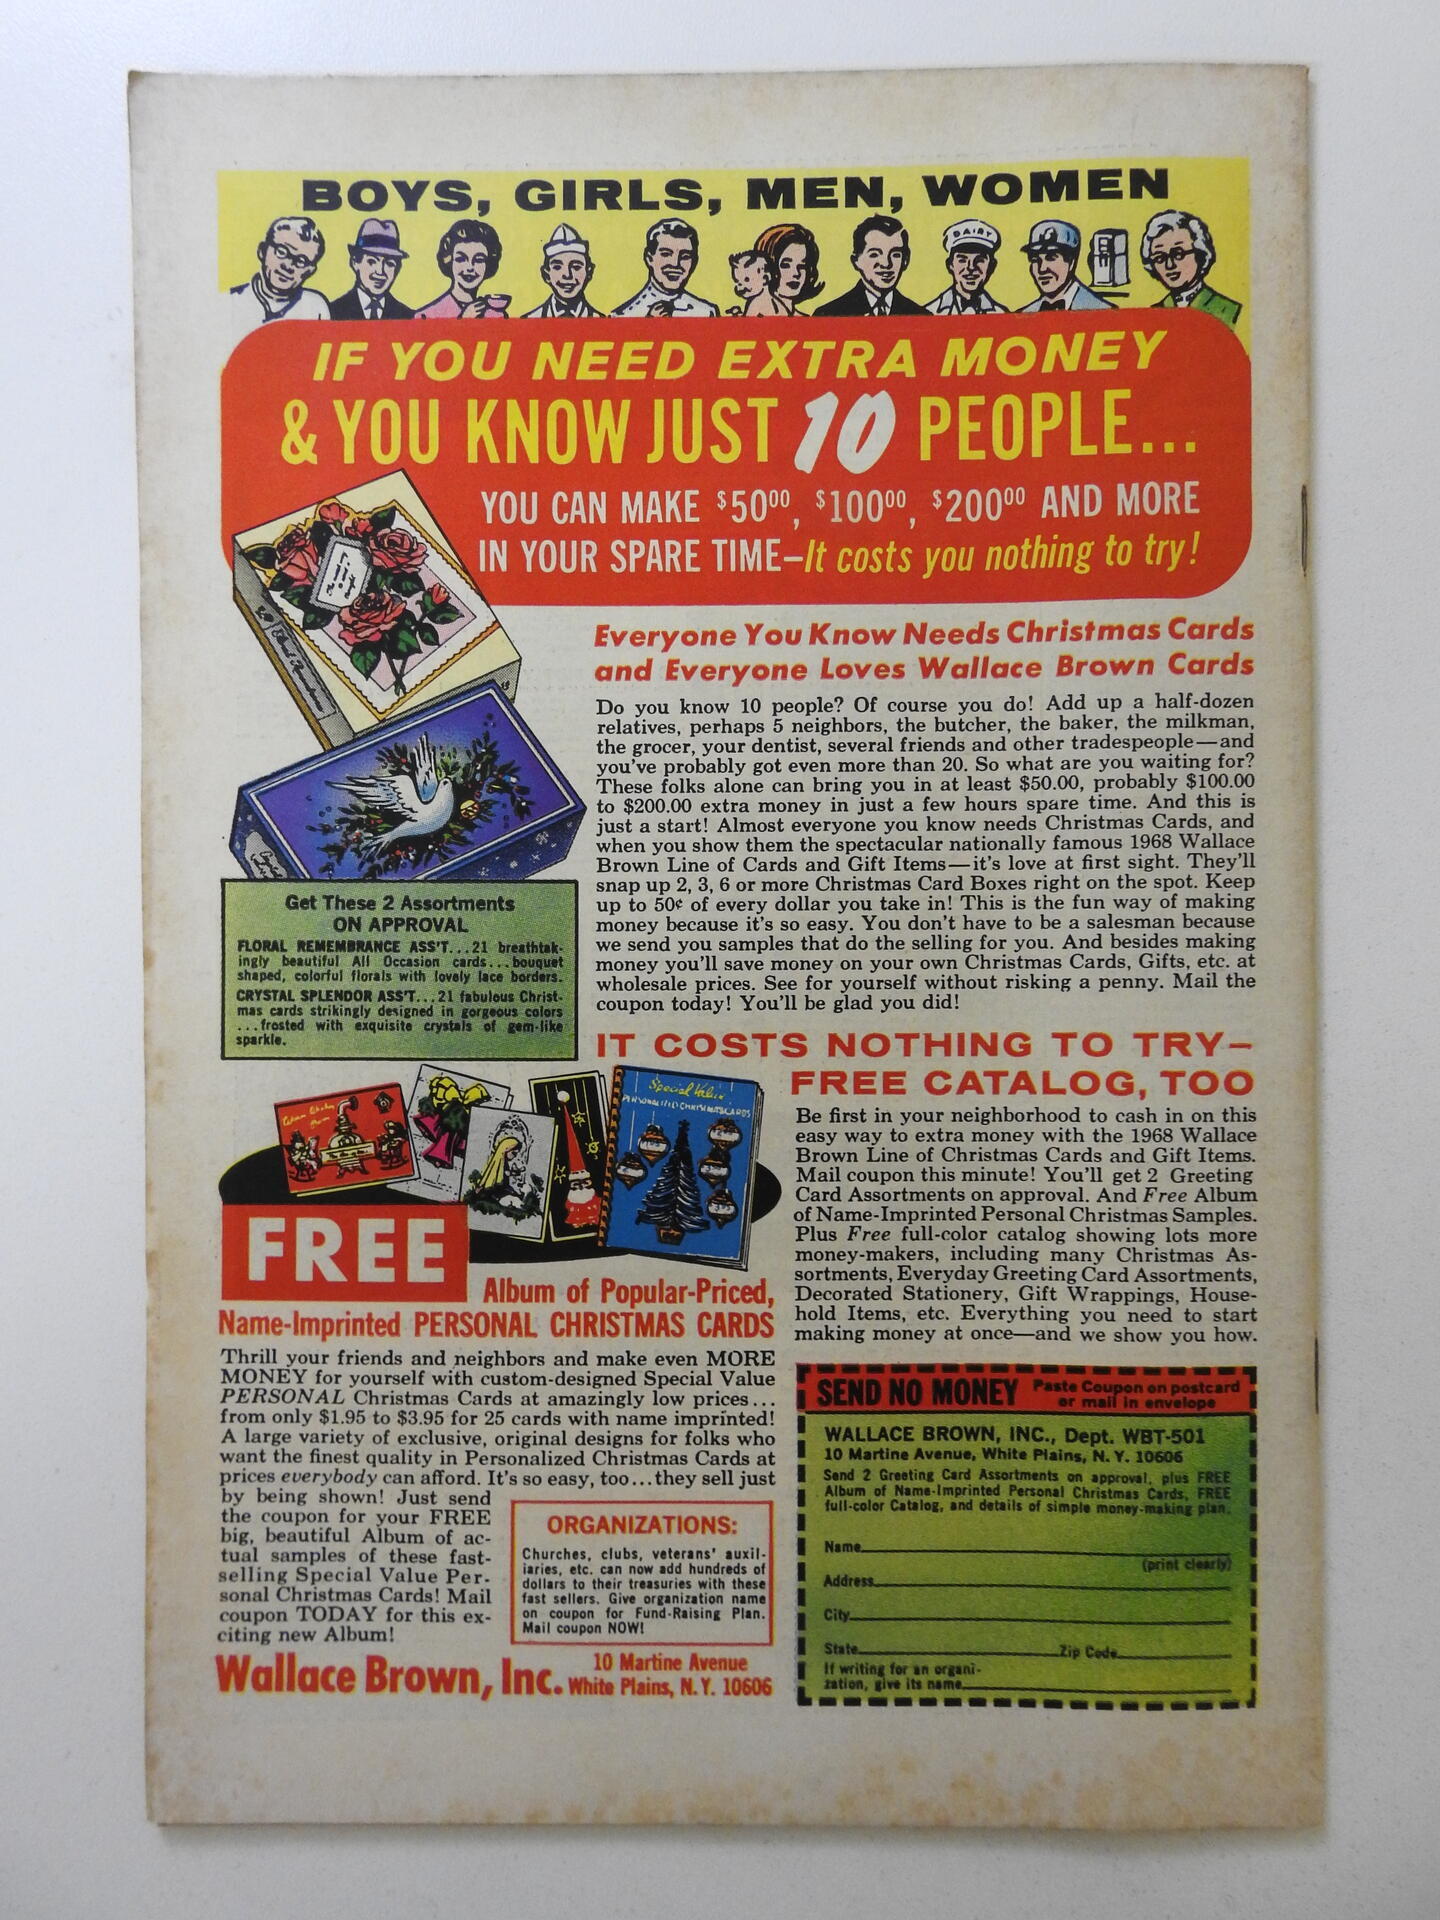 BOYS, GIRLS, MEN, WOMEN
DAIRY
IF YOU NEED EXTRA MONEY
& YOU KNOW JUST 10 PEOPLE...
YOU CAN MAKE $50.00, $100.00, $200.00 AND MORE
IN YOUR SPARE TIME—It costs you nothing to try!
Everyone You Know Needs Christmas Cards
and Everyone Loves Wallace Brown Cards
Do you know 10 people? Of course you do! Add up a half-dozen
relatives, perhaps 5 neighbors, the butcher, the baker, the milkman,
the grocer, your dentist, several friends and other tradespeople—and
you've probably got even more than 20. So what are you waiting for?
These folks alone can bring you in at least $50.00, probably $100.00
to $200.00 extra money in just a few hours spare time. And this is
just a start! Almost everyone you know needs Christmas Cards, and
when you show them the spectacular nationally famous 1968 Wallace
Brown Line of Cards and Gift Items—it's love at first sight. They'll
snap up 2, 3, 6 or more Christmas Card Boxes right on the spot. Keep
up to 50¢ of every dollar you take in! This is the fun way of making
money because it's so easy. You don't have to be a salesman because
we send you samples that do the selling for you. And besides making
money you'll save money on your own Christmas Cards, Gifts, etc. at
wholesale prices. See for yourself without risking a penny. Mail the
coupon today! You'll be glad you did!
Get These 2 Assortments
ON APPROVAL
FLORAL REMEMBRANCE ASS'T...21 breathtak-
ingly beautiful All Occasion cards...bouquet
shaped, colorful florals with lovely lace borders.
CRYSTAL SPLENDOR ASS'T...21 fabulous Christ-
mas cards strikingly designed in gorgeous colors
...frosted with exquisite crystals of gem-like
sparkle.
IT COSTS NOTHING TO TRY—
FREE CATALOG, TOO
Be first in your neighborhood to cash in on this
easy way to extra money with the 1968 Wallace
Brown Line of Christmas Cards and Gift Items.
Mail coupon this minute! You'll get 2 Greeting
Card Assortments on approval. And Free Album
of Name-Imprinted Personal Christmas Samples.
Plus Free full-color catalog showing lots more
money-makers, including many Christmas As-
sortments, Everyday Greeting Card Assortments,
Decorated Stationery, Gift Wrappings, House-
hold Items, etc. Everything you need to start
making money at once—and we show you how.
Special Value
PERSONALIZED CHRISTMAS CARDS
FREE
Album of Popular-Priced,
Name-Imprinted PERSONAL CHRISTMAS CARDS
Thrill your friends and neighbors and make even MORE
MONEY for yourself with custom-designed Special Value
PERSONAL Christmas Cards at amazingly low prices...
from only $1.95 to $3.95 for 25 cards with name imprinted!
A large variety of exclusive, original designs for folks who
want the finest quality in Personalized Christmas Cards at
prices everybody can afford. It's so easy, too...they sell just
by being shown! Just send
the coupon for your FREE
big, beautiful Album of ac-
tual samples of these fast-
selling Special Value Per-
sonal Christmas Cards! Mail
coupon TODAY for this ex-
citing new Album!
ORGANIZATIONS:
Churches, clubs, veterans' auxil-
iaries, etc. can now add hundreds of
dollars to their treasuries with these
fast sellers. Give organization name
on coupon for Fund-Raising Plan.
Mail coupon NOW!
Wallace Brown, Inc. 10 Martine Avenue
White Plains, N.Y. 10606
SEND NO MONEY Paste Coupon on postcard
or mail in envelope
WALLACE BROWN, INC., Dept. WBT-501
10 Martine Avenue, White Plains, N. Y. 10606
Send 2 Greeting Card Assortments on approval, plus FREE
Album of Name-Imprinted Personal Christmas Cards, FREE
full-color Catalog, and details of simple money-making plan.
Name
(print clearly)
Address
City
State Zip Code
If writing for an organi-
zation, give its name